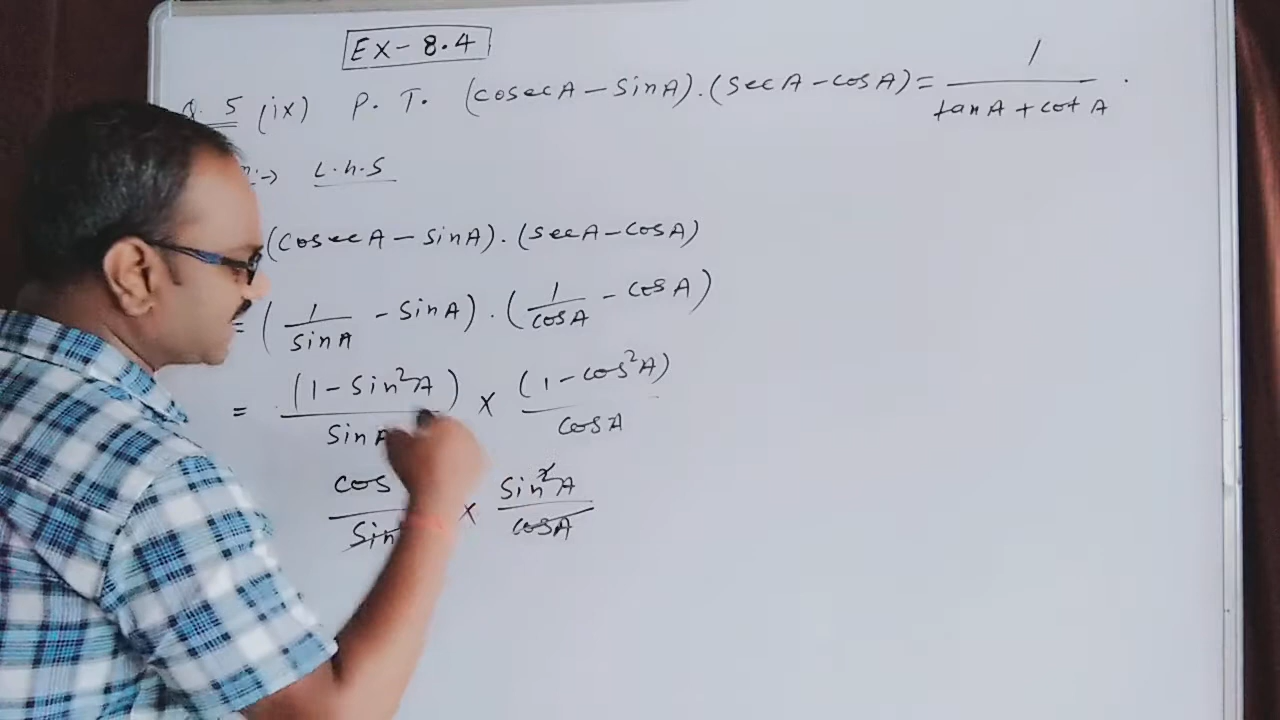 EX-8.4
5 (ix) P. T. (cosecA - sinA).(secA - cosA) = 1/(tanA + cotA) .
L.h.S
(cosecA - sinA).(secA - cosA)
= (1/sinA - sinA).(1/cosA - cosA)
= (1 - sin²A)/sinA × (1 - cos²A)/cosA
cos/sin × sin²A/cosA